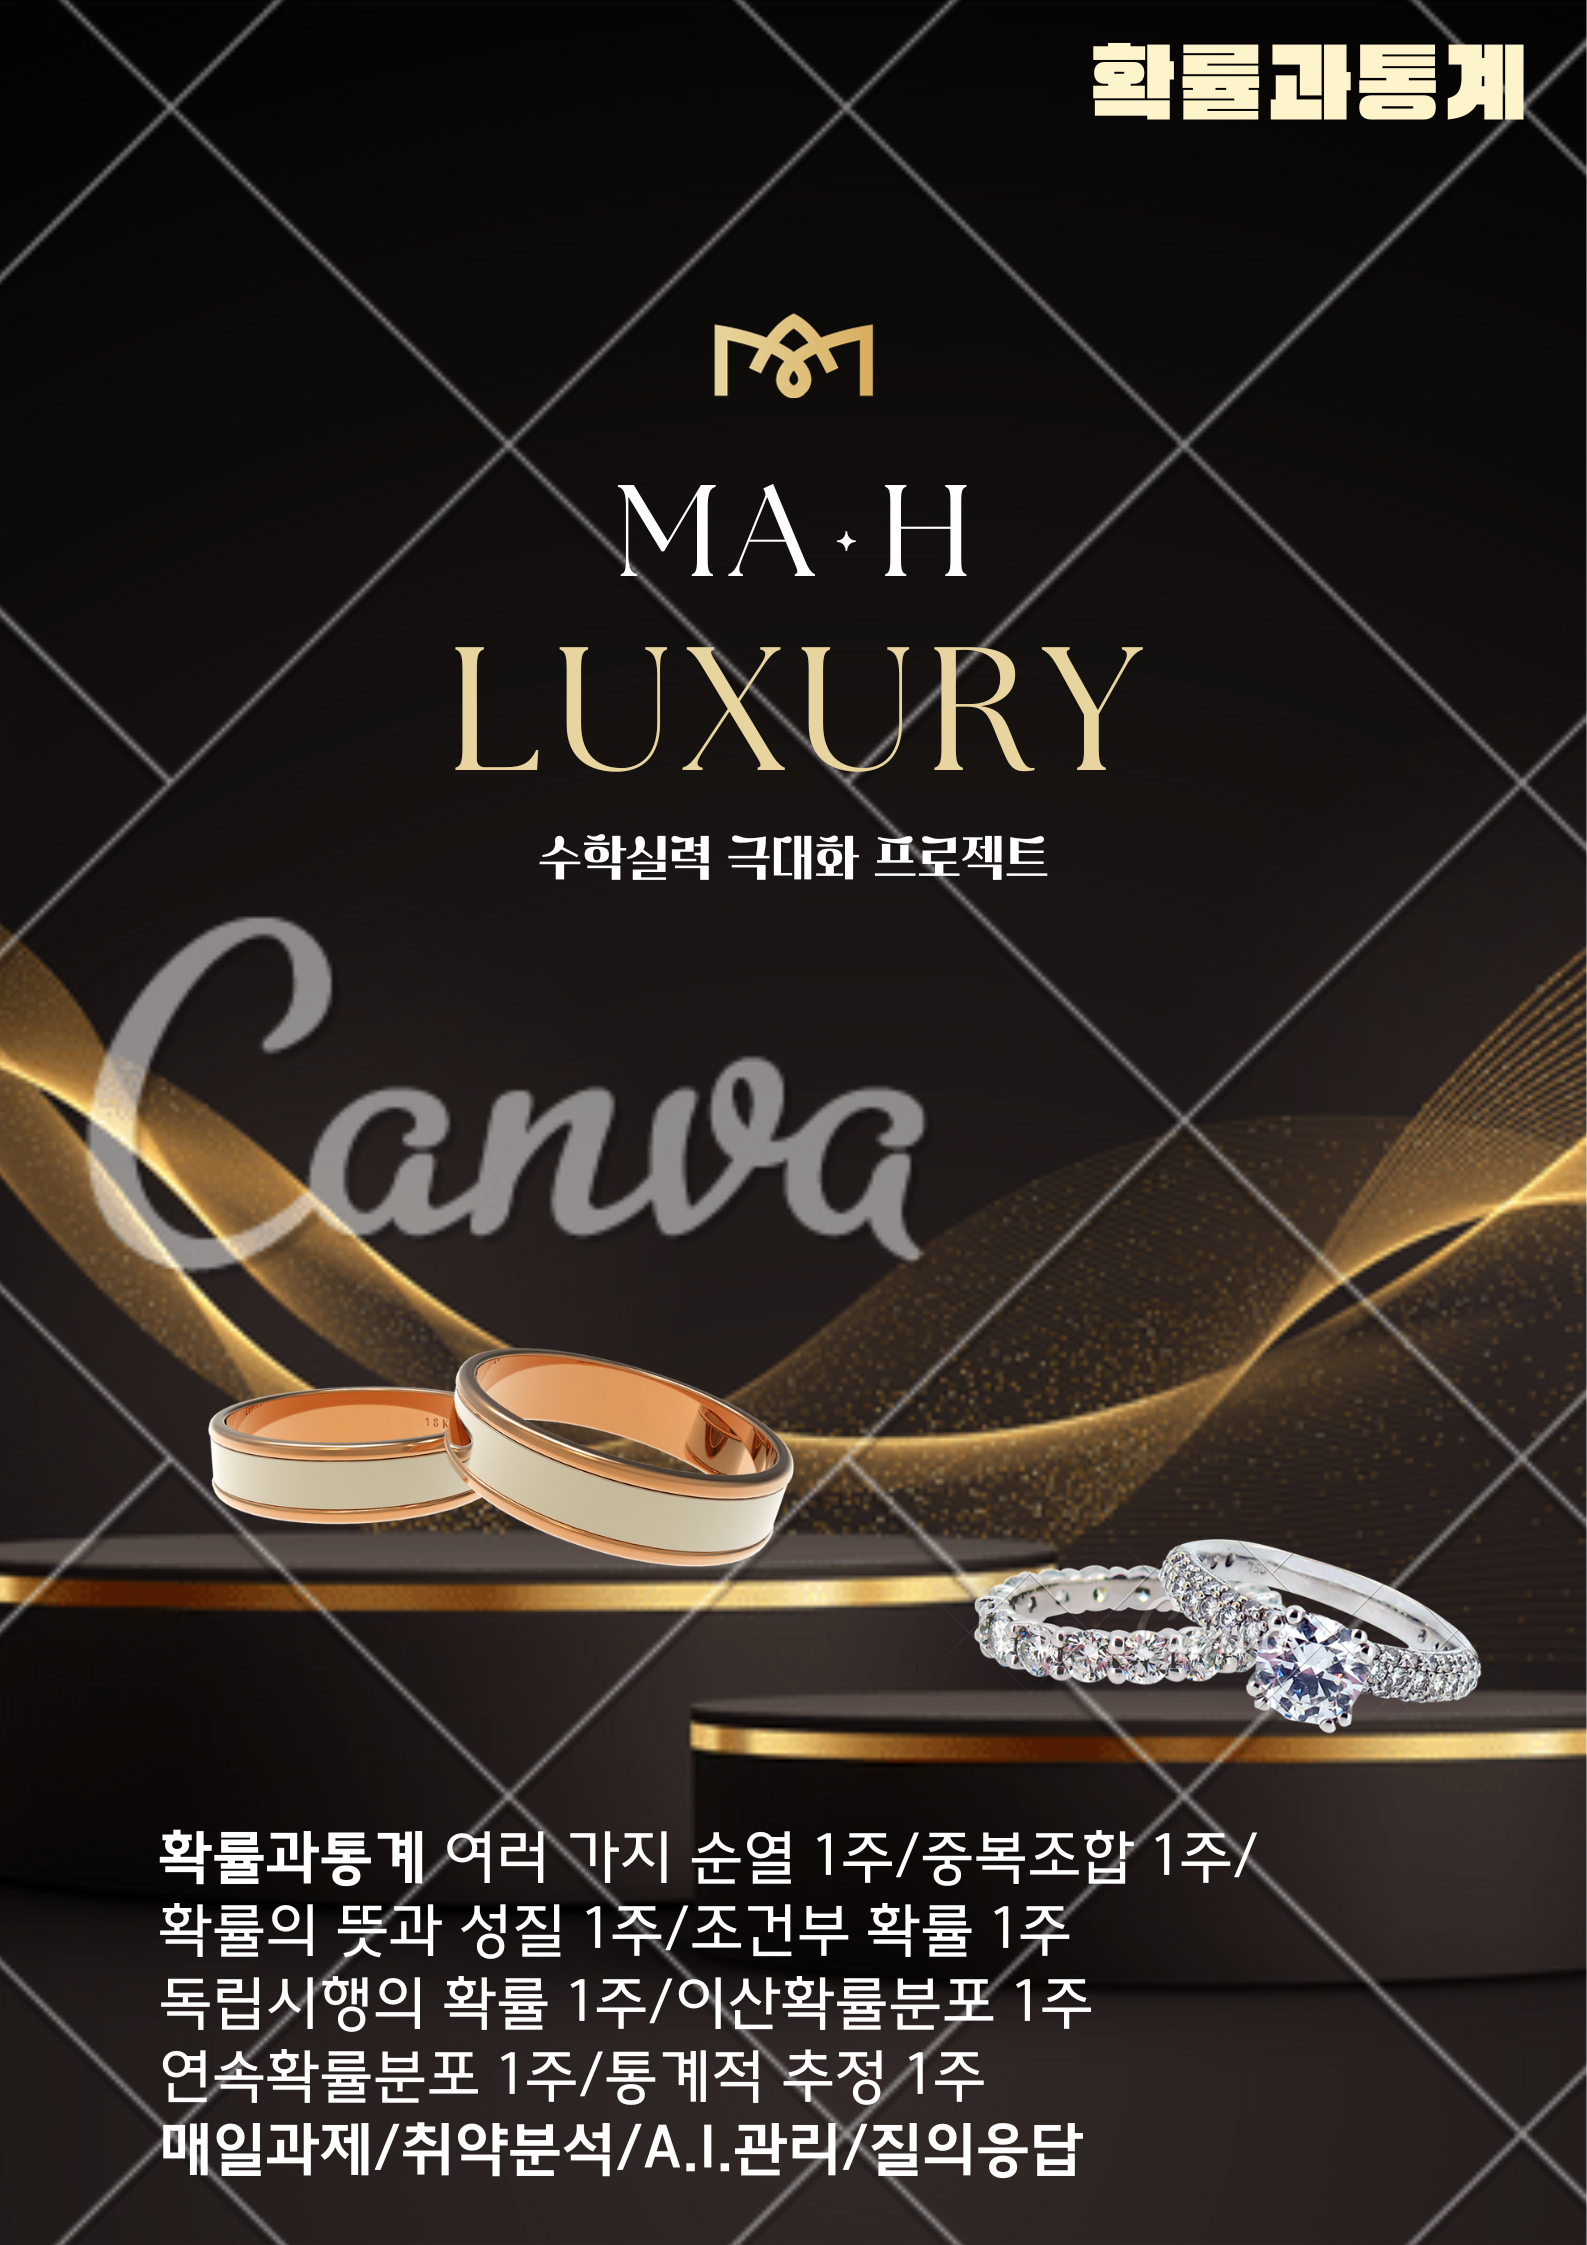 확률과통계
MA·H
LUXURY
수학실력 극대화 프로젝트
Canva
18K
750
확률과통계 여러 가지 순열 1주/중복조합 1주/
확률의 뜻과 성질 1주/조건부 확률 1주
독립시행의 확률 1주/이산확률분포 1주
연속확률분포 1주/통계적 추정 1주
매일과제/취약분석/A.I.관리/질의응답